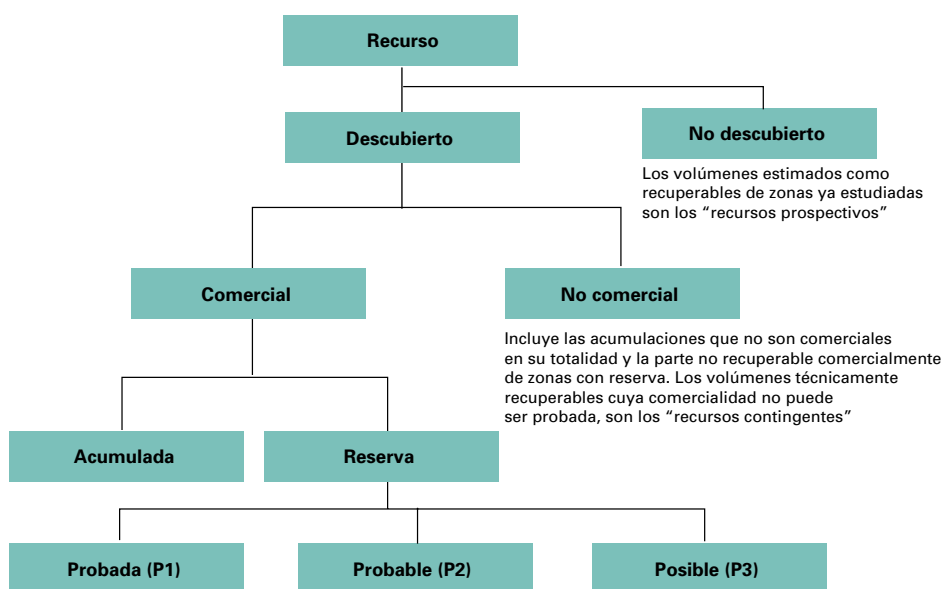 Recurso
Descubierto
No descubierto
Los volúmenes estimados como
recuperables de zonas ya estudiadas
son los “recursos prospectivos”
Comercial
No comercial
Incluye las acumulaciones que no son comerciales
en su totalidad y la parte no recuperable comercialmente
de zonas con reserva. Los volúmenes técnicamente
recuperables cuya comercialidad no puede
ser probada, son los “recursos contingentes”
Acumulada
Reserva
Probada (P1)
Probable (P2)
Posible (P3)